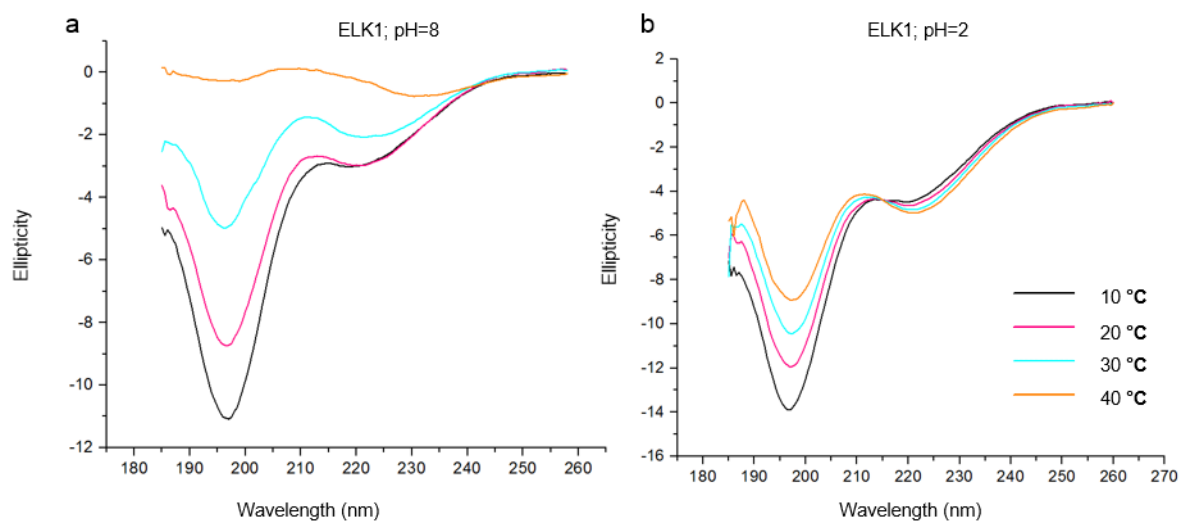 a
ELK1; pH=8
0
-2
-4
-6
-8
-10
-12
Ellipticity
180 190 200 210 220 230 240 250 260
Wavelength (nm)
b
ELK1; pH=2
2
0
-2
-4
-6
-8
-10
-12
-14
-16
Ellipticity
180 190 200 210 220 230 240 250 260 270
Wavelength (nm)
10 °C
20 °C
30 °C
40 °C